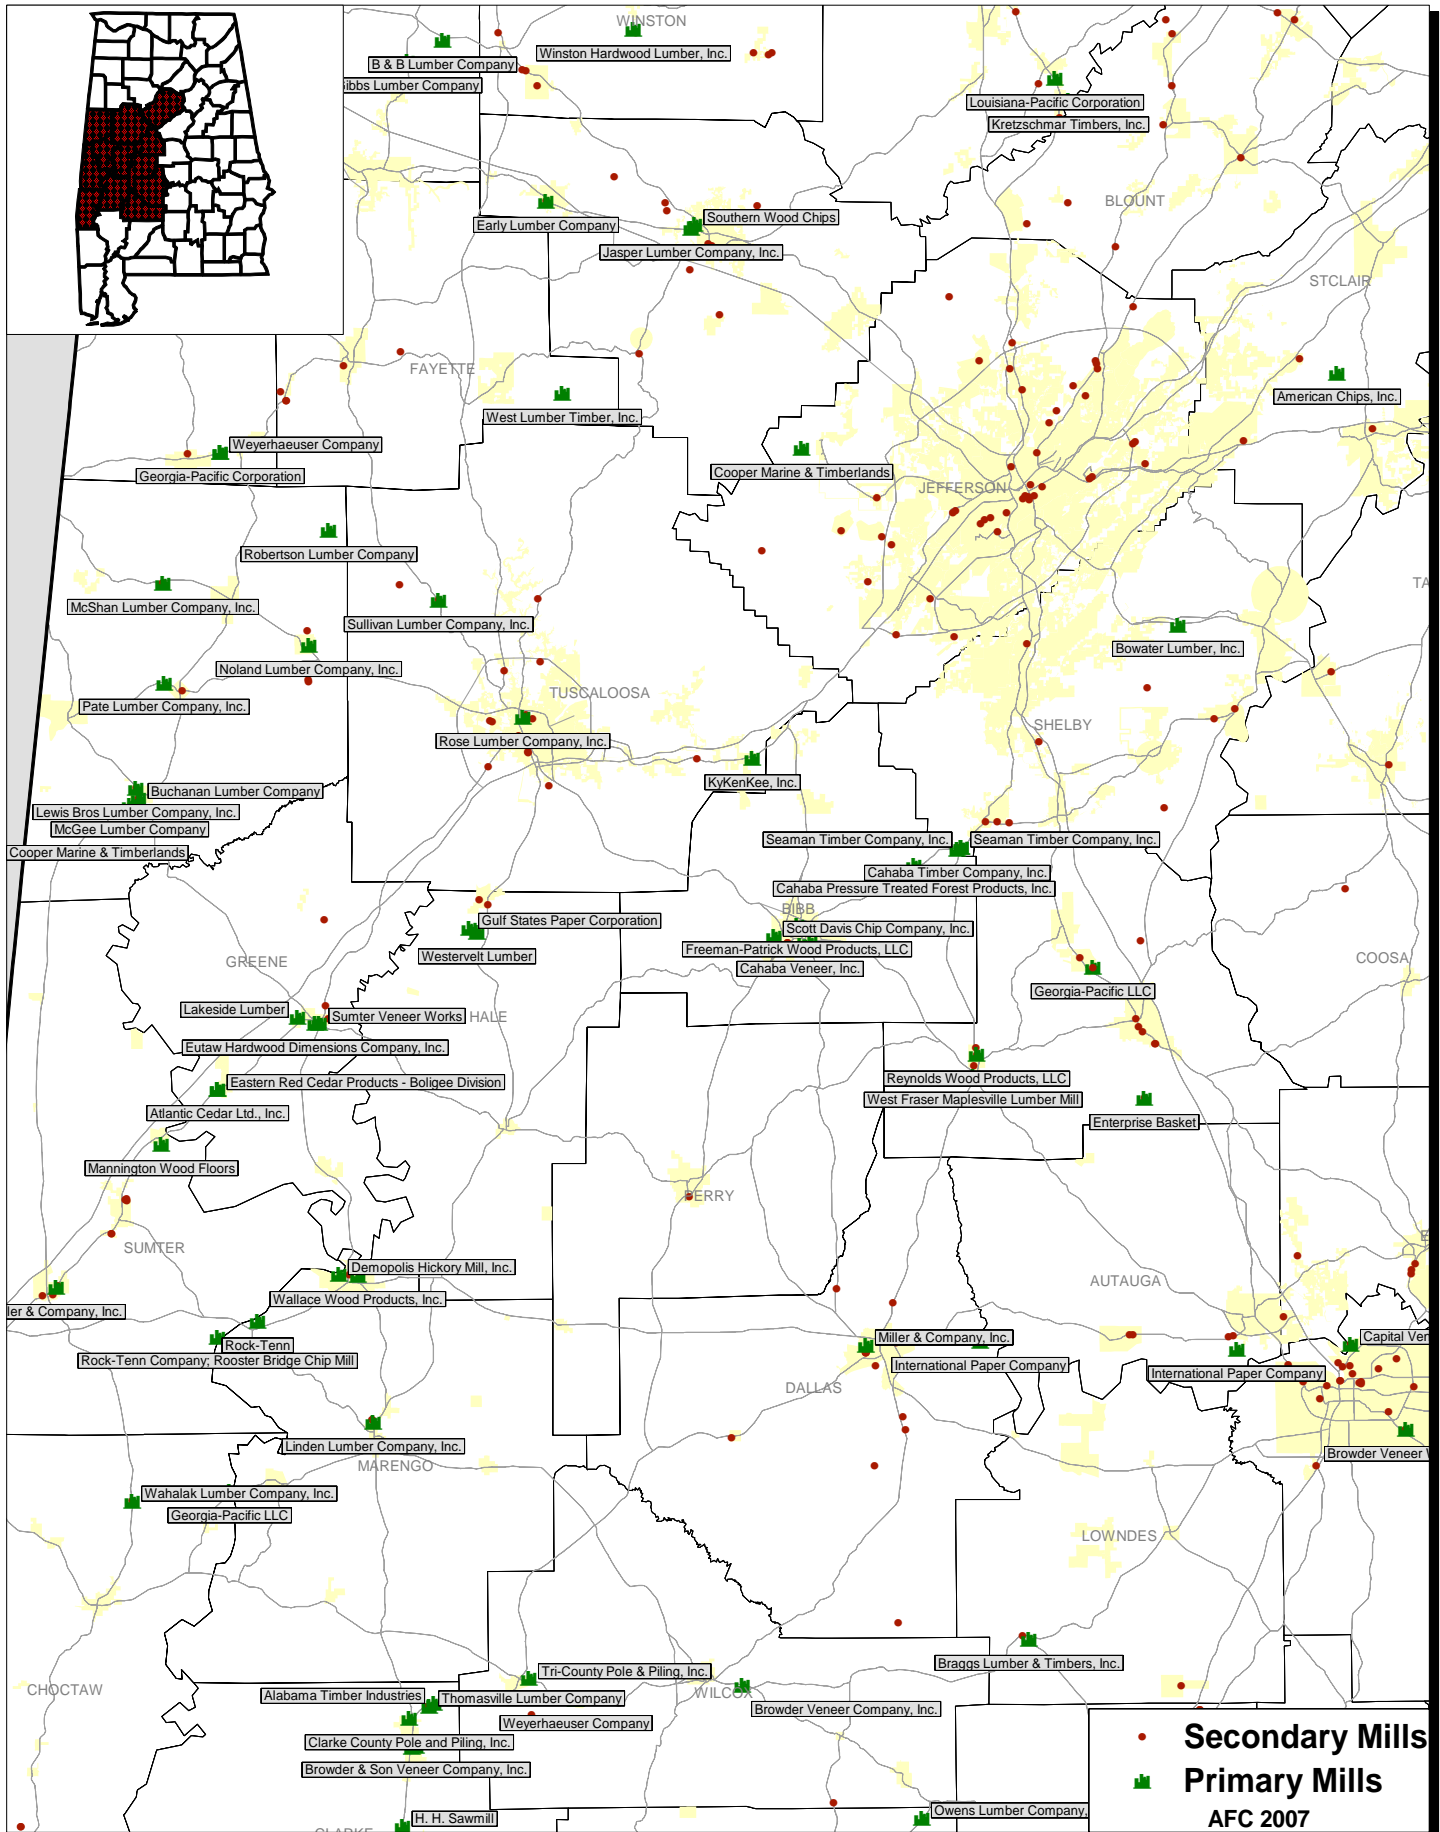 WINSTON
Winston Hardwood Lumber, Inc.
B & B Lumber Company
ibbs Lumber Company
Louisiana-Pacific Corporation
Kretzschmar Timbers, Inc.
BLOUNT
Early Lumber Company
Southern Wood Chips
Jasper Lumber Company, Inc.
STCLAIR
FAYETTE
American Chips, Inc.
West Lumber Timber, Inc.
Weyerhaeuser Company
Georgia-Pacific Corporation
Cooper Marine & Timberlands
JEFFERSON
Robertson Lumber Company
TA
McShan Lumber Company, Inc.
Sullivan Lumber Company, Inc.
Bowater Lumber, Inc.
Noland Lumber Company, Inc.
TUSCALOOSA
Pate Lumber Company, Inc.
SHELBY
Rose Lumber Company, Inc.
KyKenKee, Inc.
Buchanan Lumber Company
Lewis Bros Lumber Company, Inc.
McGee Lumber Company
Cooper Marine & Timberlands
Seaman Timber Company, Inc.
Seaman Timber Company, Inc.
Cahaba Timber Company, Inc.
Cahaba Pressure Treated Forest Products, Inc.
BIBB
Gulf States Paper Corporation
Scott Davis Chip Company, Inc.
Freeman-Patrick Wood Products, LLC
Westervelt Lumber
Cahaba Veneer, Inc.
GREENE
COOSA
Georgia-Pacific LLC
Lakeside Lumber
Sumter Veneer Works
HALE
Eutaw Hardwood Dimensions Company, Inc.
Reynolds Wood Products, LLC
Eastern Red Cedar Products - Boligee Division
West Fraser Maplesville Lumber Mill
Atlantic Cedar Ltd., Inc.
Enterprise Basket
Mannington Wood Floors
PERRY
E
SUMTER
Demopolis Hickory Mill, Inc.
AUTAUGA
Wallace Wood Products, Inc.
ler & Company, Inc.
Rock-Tenn
Miller & Company, Inc.
Capital Ven
Rock-Tenn Company; Rooster Bridge Chip Mill
International Paper Company
International Paper Company
DALLAS
Linden Lumber Company, Inc.
Browder Veneer W
MARENGO
Wahalak Lumber Company, Inc.
Georgia-Pacific LLC
LOWNDES
Braggs Lumber & Timbers, Inc.
Tri-County Pole & Piling, Inc.
CHOCTAW
Alabama Timber Industries
Thomasville Lumber Company
WILCOX
Browder Veneer Company, Inc.
Weyerhaeuser Company
Clarke County Pole and Piling, Inc.
Browder & Son Veneer Company, Inc.
H. H. Sawmill
Owens Lumber Company,
CLARKE
Secondary Mills
Primary Mills
AFC 2007